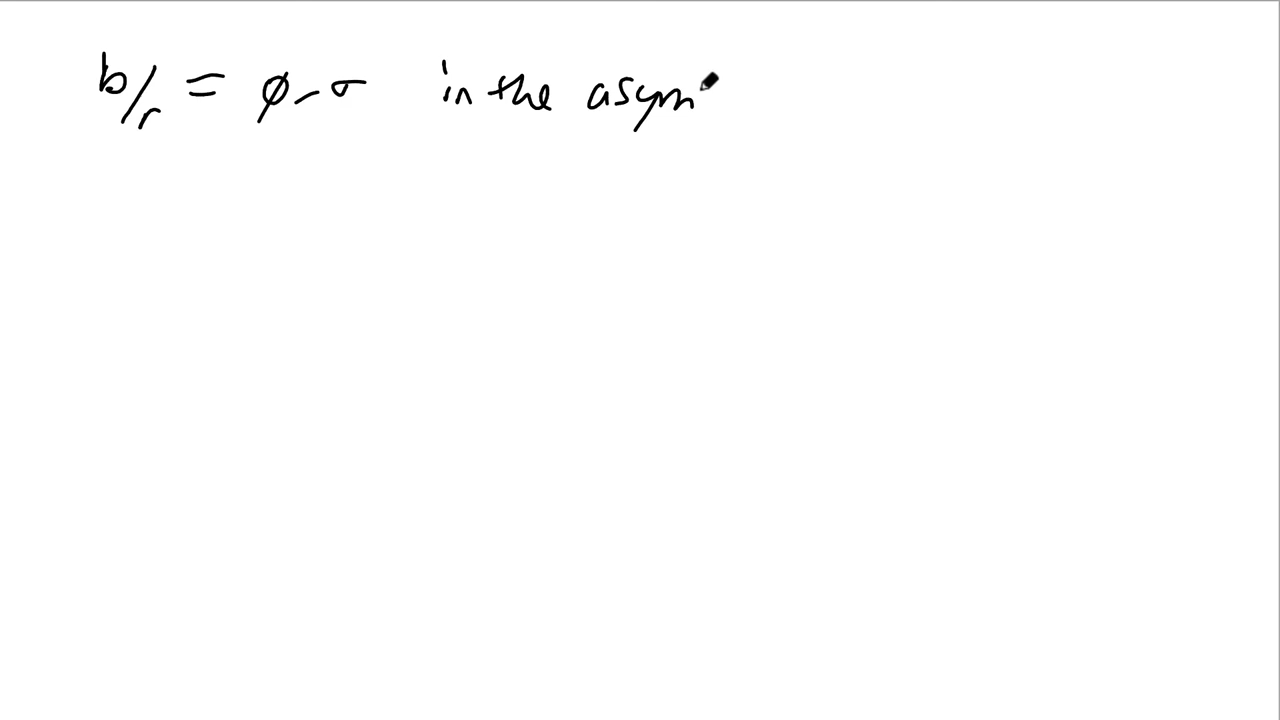 b/r = φ - σ in the asym